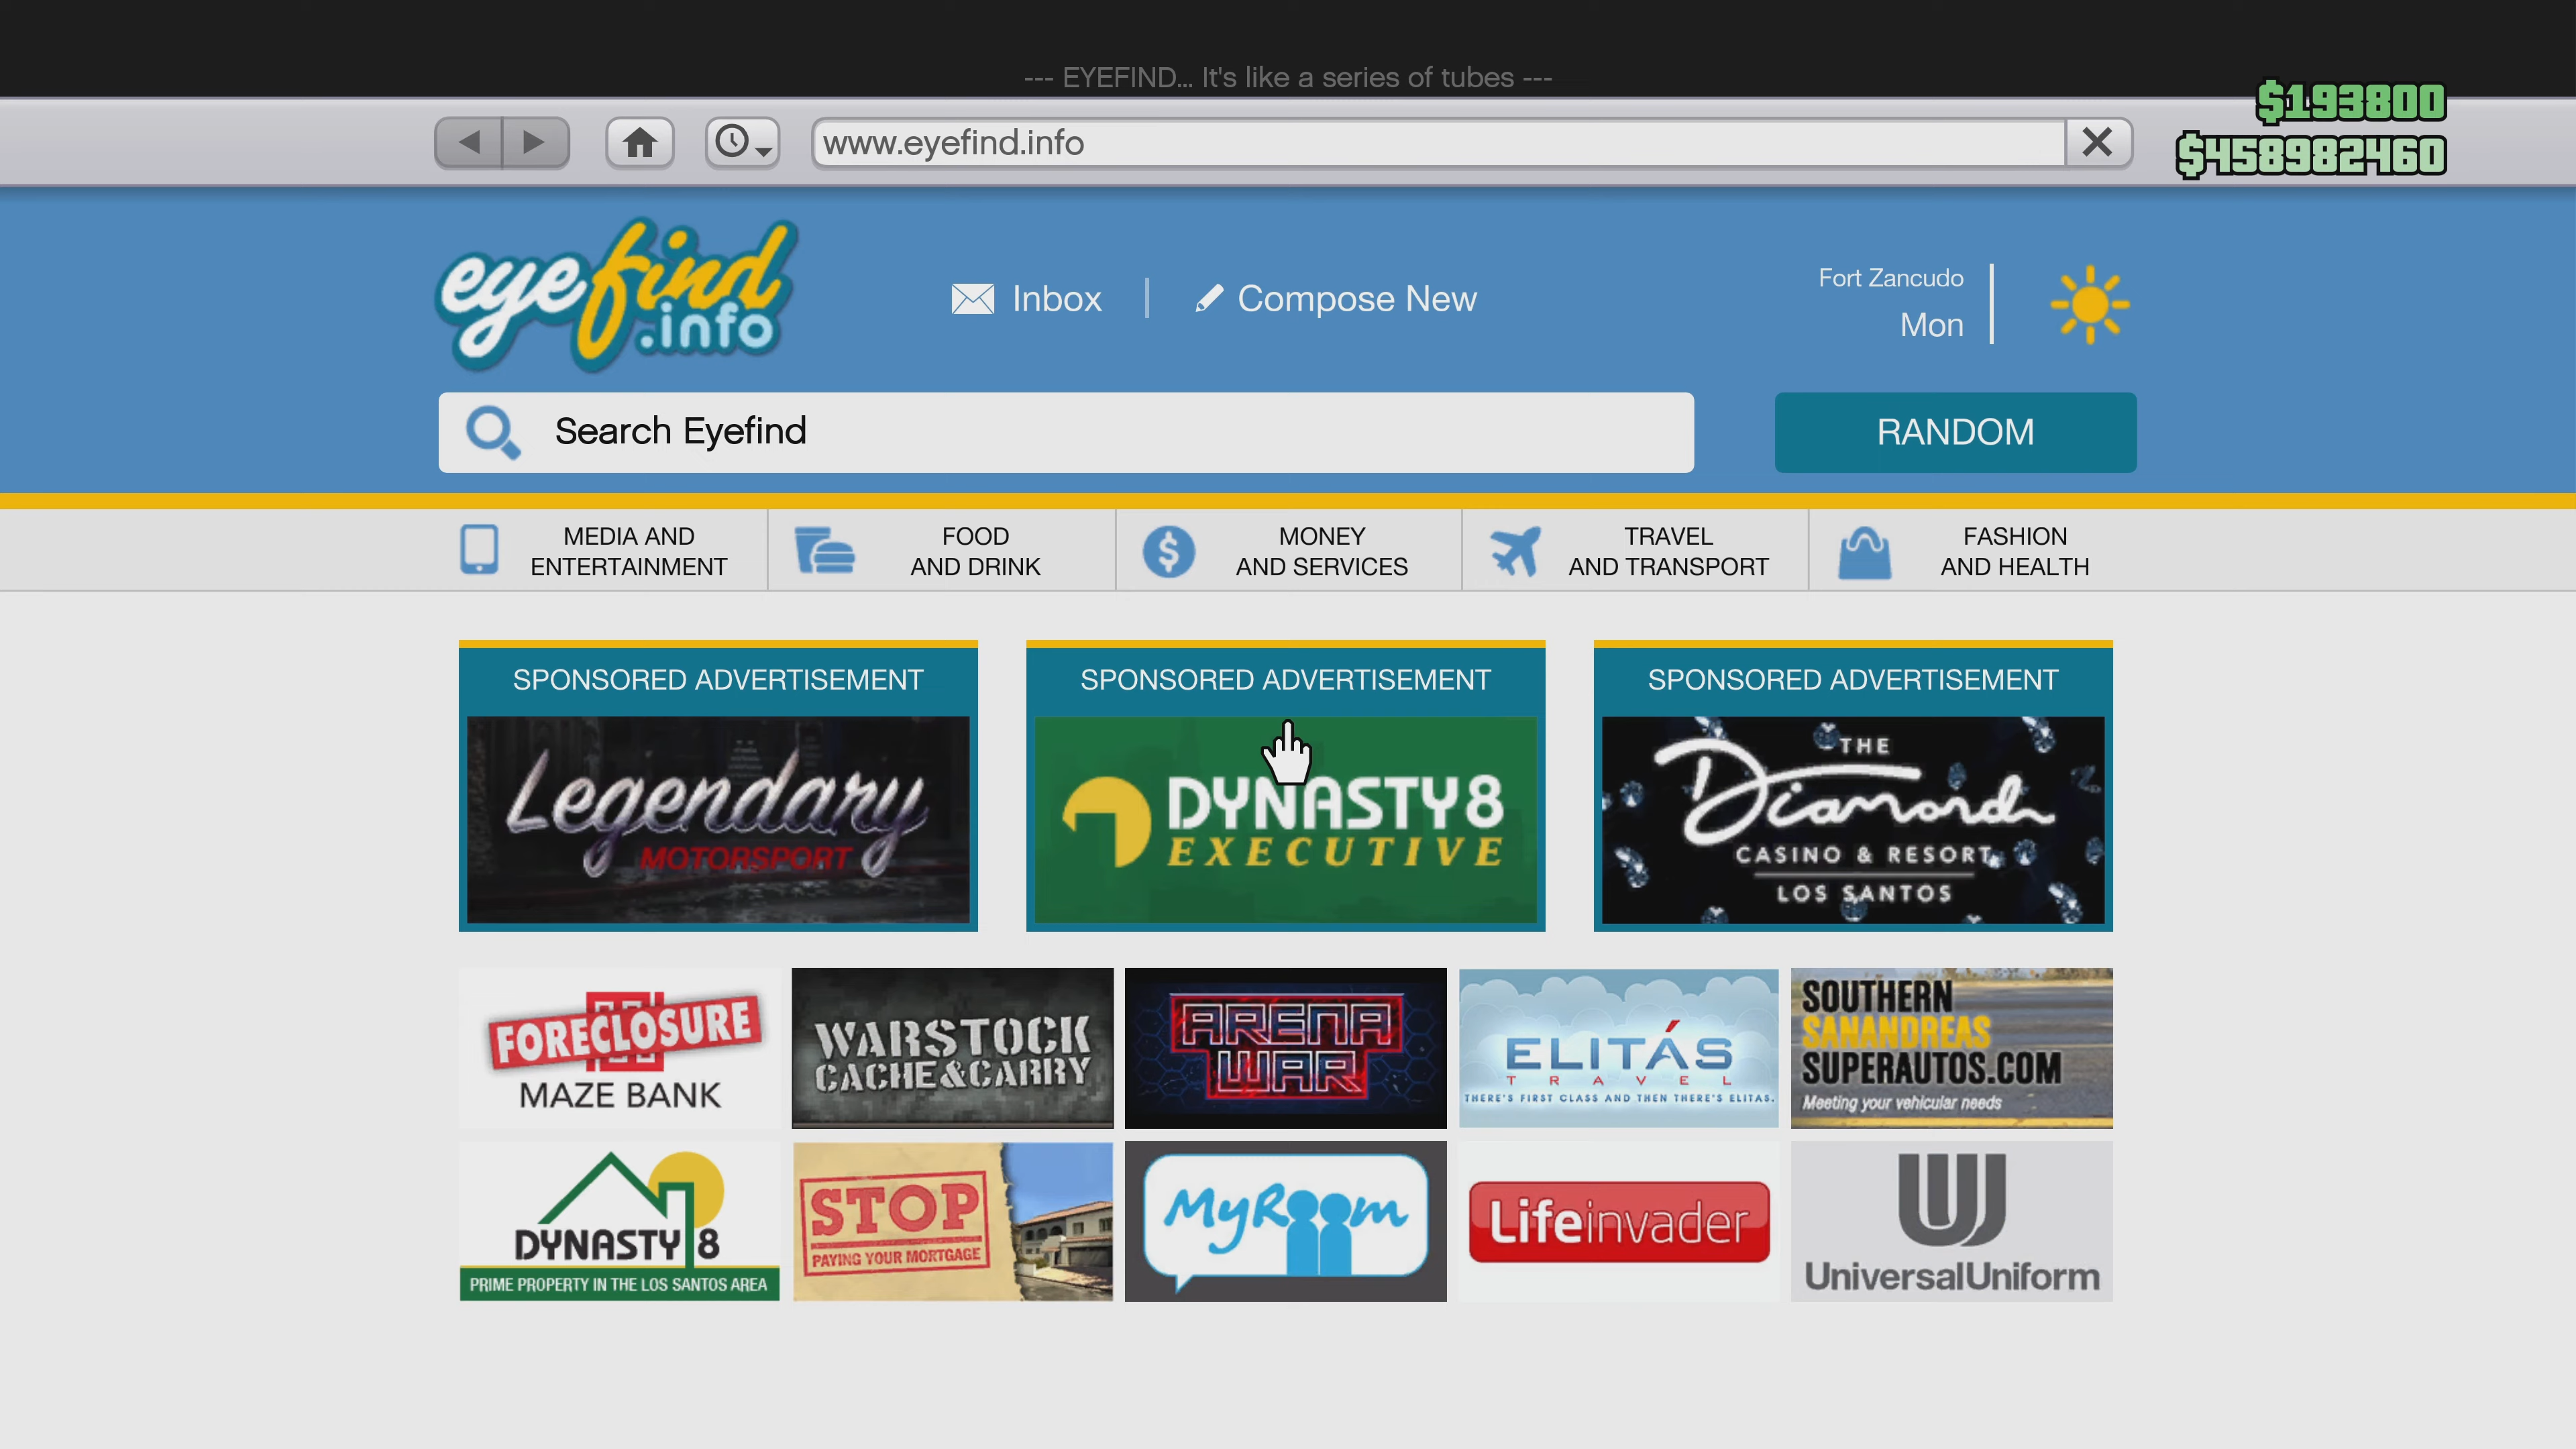 --- EYEFIND... It's like a series of tubes ---
$193800
www.eyefind.info
$458982460
eyefind
.info
Inbox
Compose New
Fort Zancudo
Mon
Search Eyefind
RANDOM
MEDIA AND
ENTERTAINMENT
FOOD
AND DRINK
MONEY
AND SERVICES
TRAVEL
AND TRANSPORT
FASHION
AND HEALTH
SPONSORED ADVERTISEMENT
Legendary
MOTORSPORT
SPONSORED ADVERTISEMENT
DYNASTY8
EXECUTIVE
SPONSORED ADVERTISEMENT
THE
Diamond
CASINO & RESORT
LOS SANTOS
FORECLOSURE
MAZE BANK
WARSTOCK
CACHE&CARRY
ARENA
WAR
ELITÁS
TRAVEL
THERE'S FIRST CLASS AND THEN THERE'S ELITAS.
SOUTHERN
SANANDREAS
SUPERAUTOS.COM
Meeting your vehicular needs
DYNASTY 8
PRIME PROPERTY IN THE LOS SANTOS AREA
STOP
PAYING YOUR MORTGAGE
MyRoom
Lifeinvader
UniversalUniform